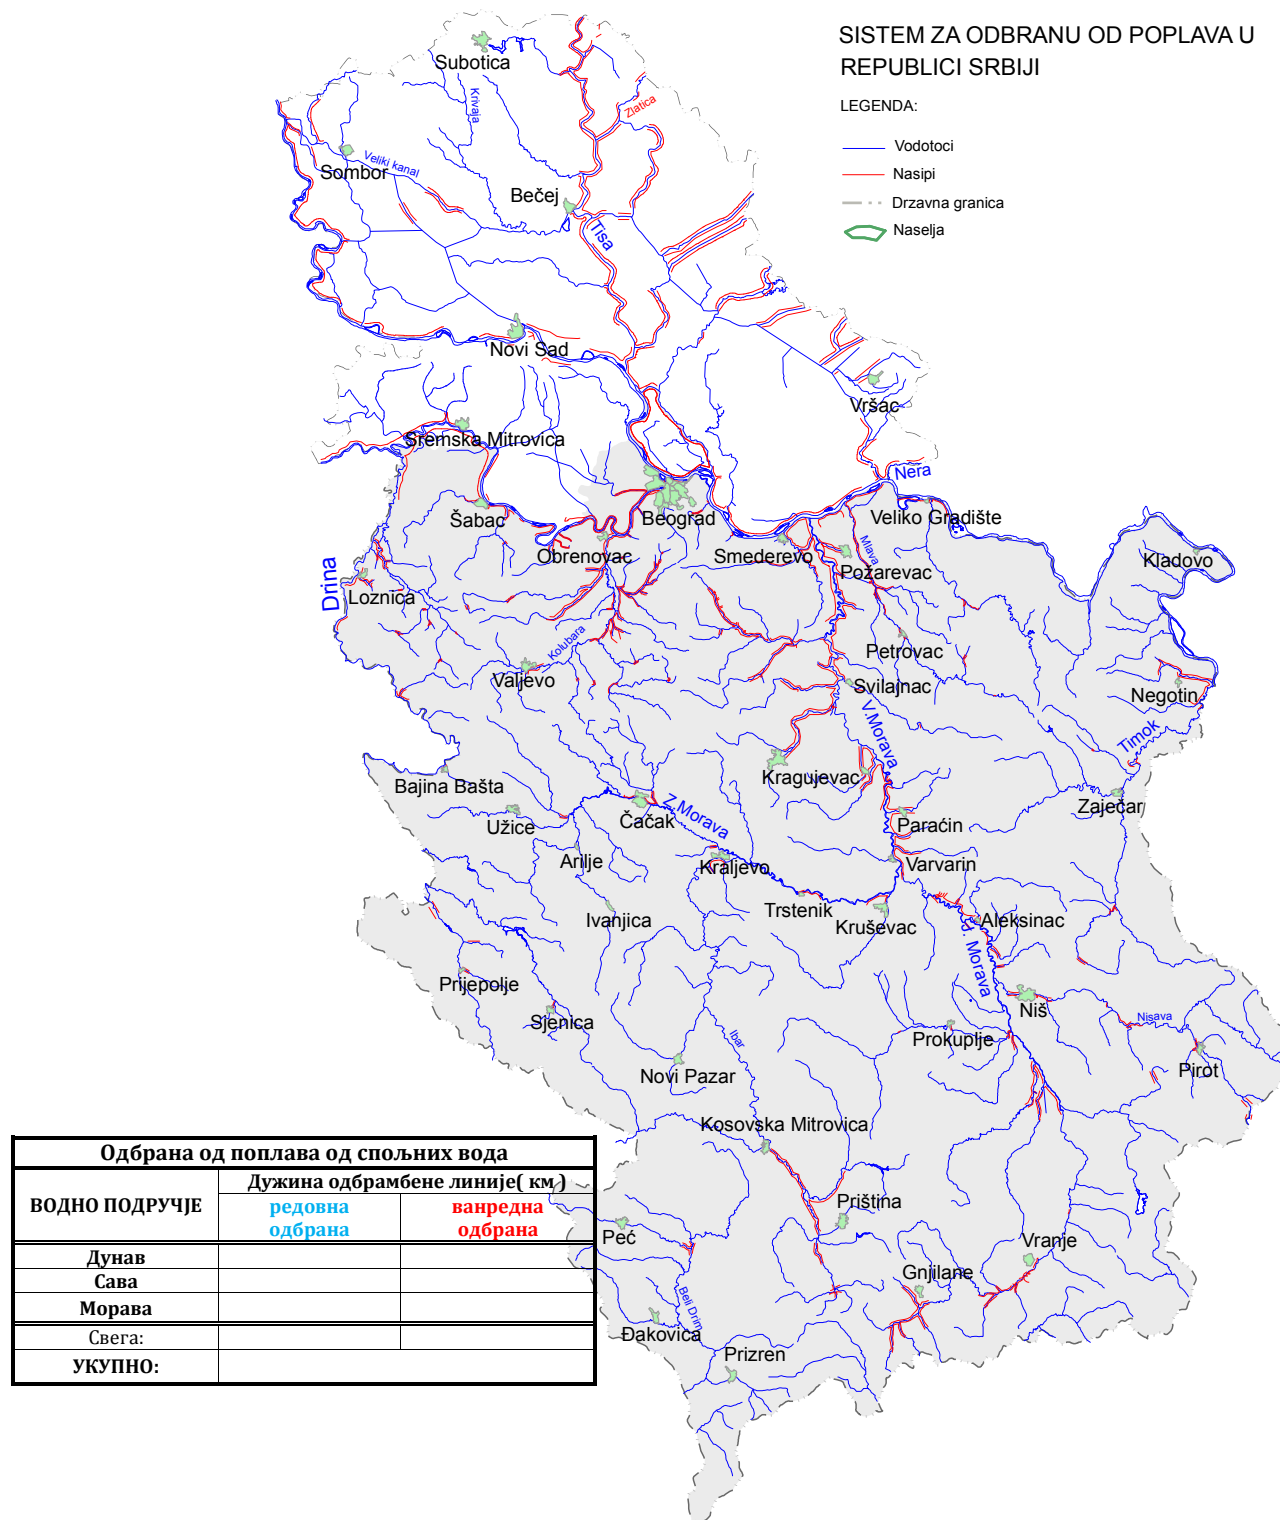 SISTEM ZA ODBRANU OD POPLAVA U
REPUBLICI SRBIJI
LEGENDA:
Vodotoci
Nasipi
Drzavna granica
Naselja
Subotica
Krivaja
Zlatica
Veliki kanal
Sombor
Bečej
Tisa
Novi Sad
Vršac
Sremska Mitrovica
Nera
Šabac
Beograd
Veliko Gradište
Obrenovac
Smederevo
Mlava
Požarevac
Kladovo
Drina
Loznica
Kolubara
Petrovac
Valjevo
Svilajnac
Negotin
V.Morava
Timok
Bajina Bašta
Kragujevac
Zaječar
Užice
Čačak
Z.Morava
Paraćin
Arilje
Kraljevo
Varvarin
Ivanjica
Trstenik
Kruševac
Aleksinac
J. Morava
Prijepolje
Sjenica
Niš
Nisava
Ibar
Prokuplje
Novi Pazar
Pirot
Kosovska Mitrovica
Priština
Peć
Vranje
Gnjilane
Beli Drim
Đakovica
Prizren
Одбрана од поплава од спољних вода
ВОДНО ПОДРУЧЈЕ
Дужина одбрамбене линије( км )
редовна
одбрана
ванредна
одбрана
Дунав
Сава
Морава
Свега:
УКУПНО: